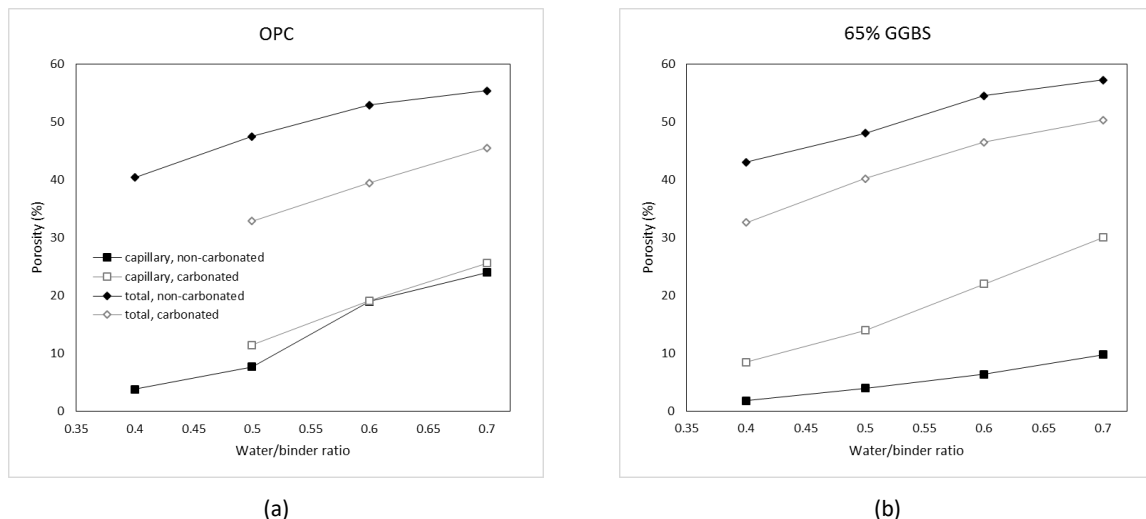 OPC
60
50
40
30
20
10
0
Porosity (%)
capillary, non-carbonated
capillary, carbonated
total, non-carbonated
total, carbonated
0.35 0.4 0.45 0.5 0.55 0.6 0.65 0.7
Water/binder ratio
(a)
65% GGBS
60
50
40
30
20
10
0
Porosity (%)
0.35 0.4 0.45 0.5 0.55 0.6 0.65 0.7
Water/binder ratio
(b)